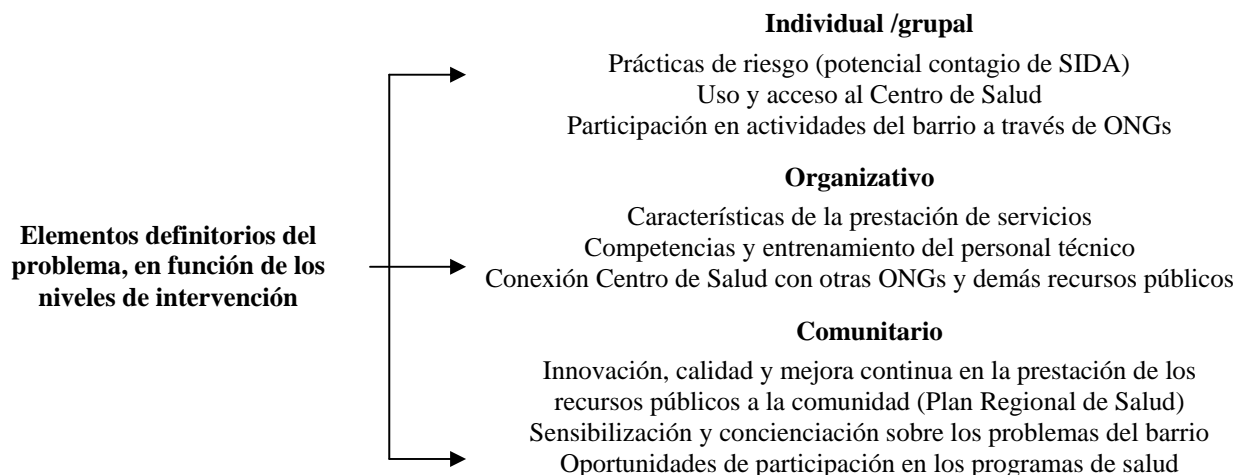 Individual /grupal
Prácticas de riesgo (potencial contagio de SIDA)
Uso y acceso al Centro de Salud
Participación en actividades del barrio a través de ONGs
Organizativo
Características de la prestación de servicios
Competencias y entrenamiento del personal técnico
Conexión Centro de Salud con otras ONGs y demás recursos públicos
Elementos definitorios del
problema, en función de los
niveles de intervención
Comunitario
Innovación, calidad y mejora continua en la prestación de los
recursos públicos a la comunidad (Plan Regional de Salud)
Sensibilización y concienciación sobre los problemas del barrio
Oportunidades de participación en los programas de salud